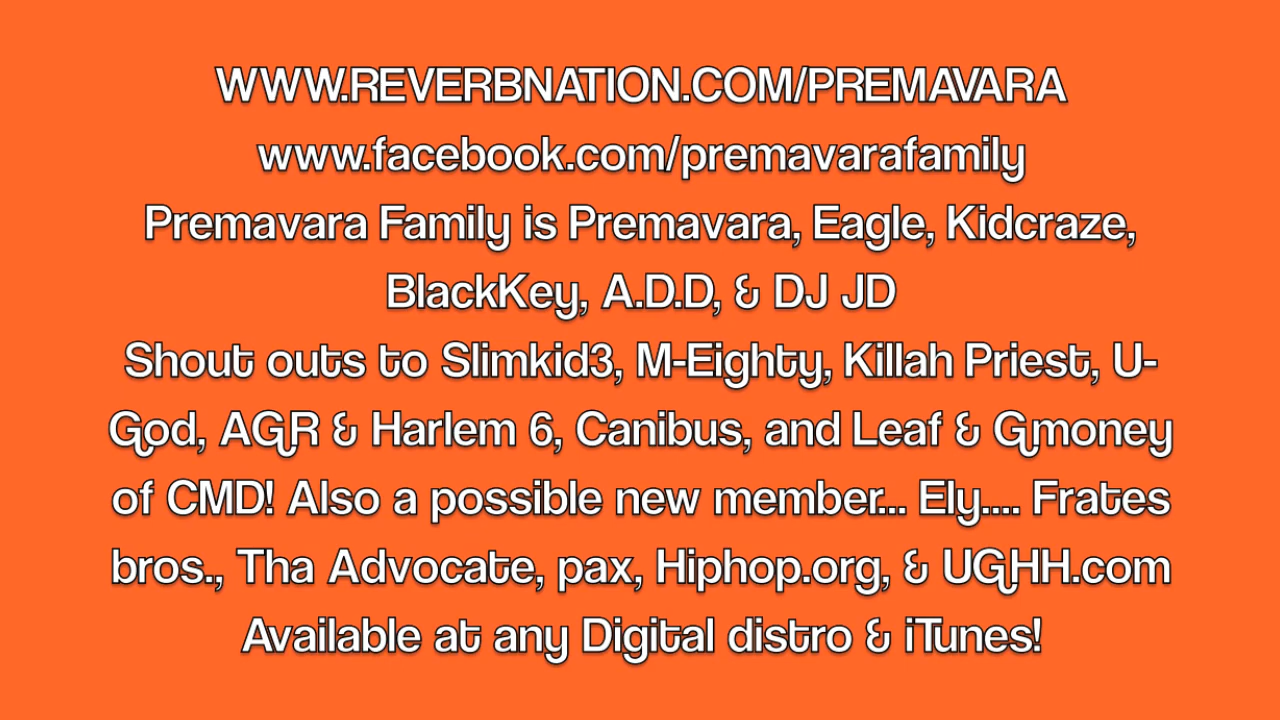 WWW.REVERBNATION.COM/PREMAVARA
www.facebook.com/premavarafamily
Premavara Family is Premavara, Eagle, Kidcraze,
BlackKey, A.D.D, & DJ JD
Shout outs to Slimkid3, M-Eighty, Killah Priest, U-
God, AGR & Harlem 6, Canibus, and Leaf & Gmoney
of CMD! Also a possible new member... Ely.... Frates
bros., Tha Advocate, pax, Hiphop.org, & UGHH.com
Available at any Digital distro & iTunes!